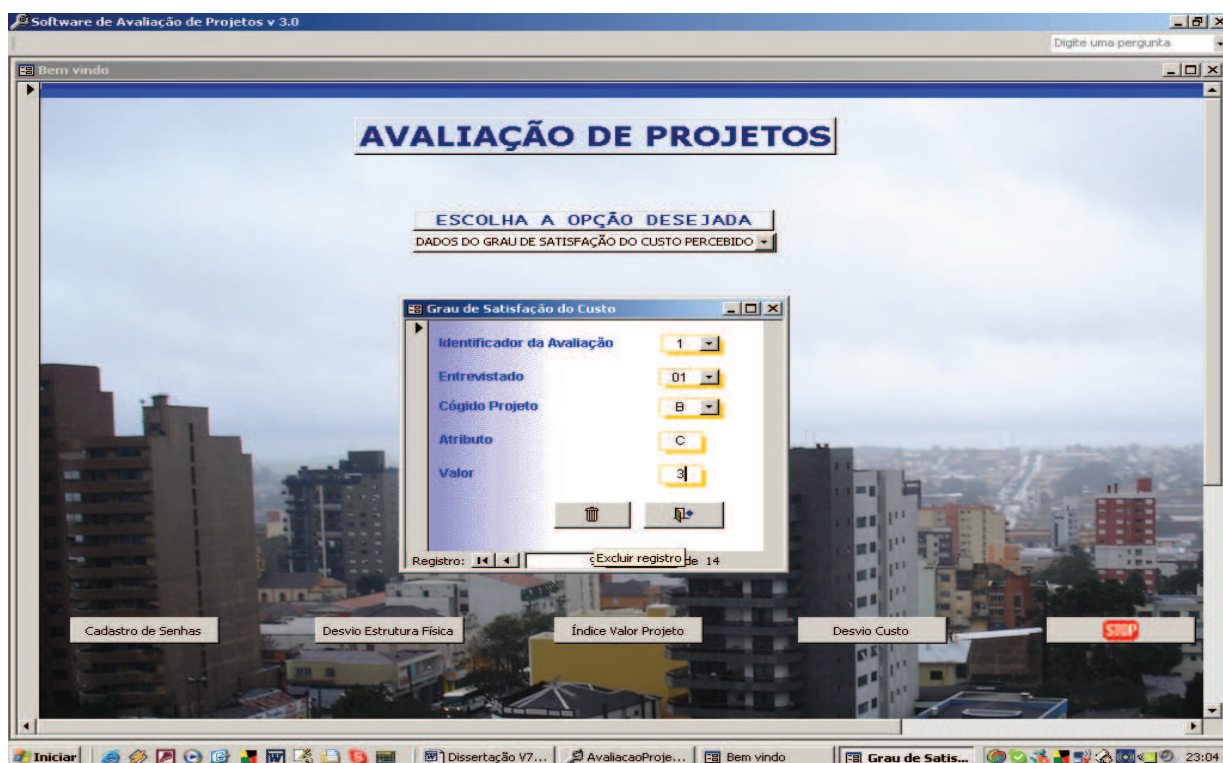 Software de Avaliação de Projetos v 3.0
Digite uma pergunta
Bem vindo
AVALIAÇÃO DE PROJETOS
ESCOLHA A OPÇÃO DESEJADA
DADOS DO GRAU DE SATISFAÇÃO DO CUSTO PERCEBIDO
Grau de Satisfação do Custo
Identificador da Avaliação 1
Entrevistado 01
Cógido Projeto B
Atributo C
Valor 3
Registro: 9 de 14
Excluir registro
Cadastro de Senhas
Desvio Estrutura Física
Índice Valor Projeto
Desvio Custo
STOP
Iniciar
Dissertação V7...
AvaliacaoProje...
Bem vindo
Grau de Satis...
23:04